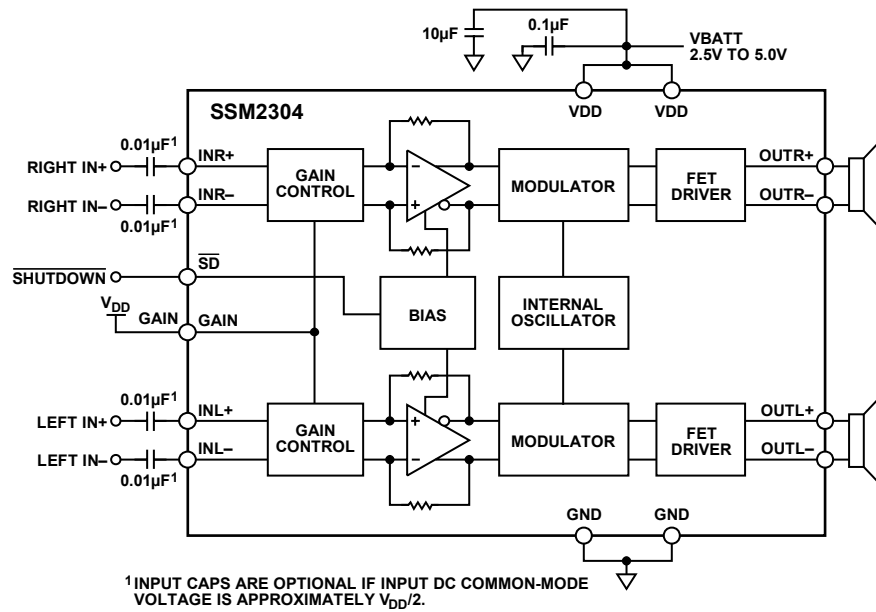 10µF
0.1µF
VBATT
2.5V TO 5.0V
VDD
VDD
SSM2304
0.01µF1
RIGHT IN+
INR+
GAIN
CONTROL
MODULATOR
FET
DRIVER
OUTR+
RIGHT IN–
INR–
OUTR–
0.01µF1
SHUTDOWN
SD
BIAS
INTERNAL
OSCILLATOR
VDD
GAIN
GAIN
0.01µF1
LEFT IN+
INL+
GAIN
CONTROL
MODULATOR
FET
DRIVER
OUTL+
LEFT IN–
INL–
OUTL–
0.01µF1
GND
GND
1 INPUT CAPS ARE OPTIONAL IF INPUT DC COMMON-MODE
VOLTAGE IS APPROXIMATELY VDD/2.